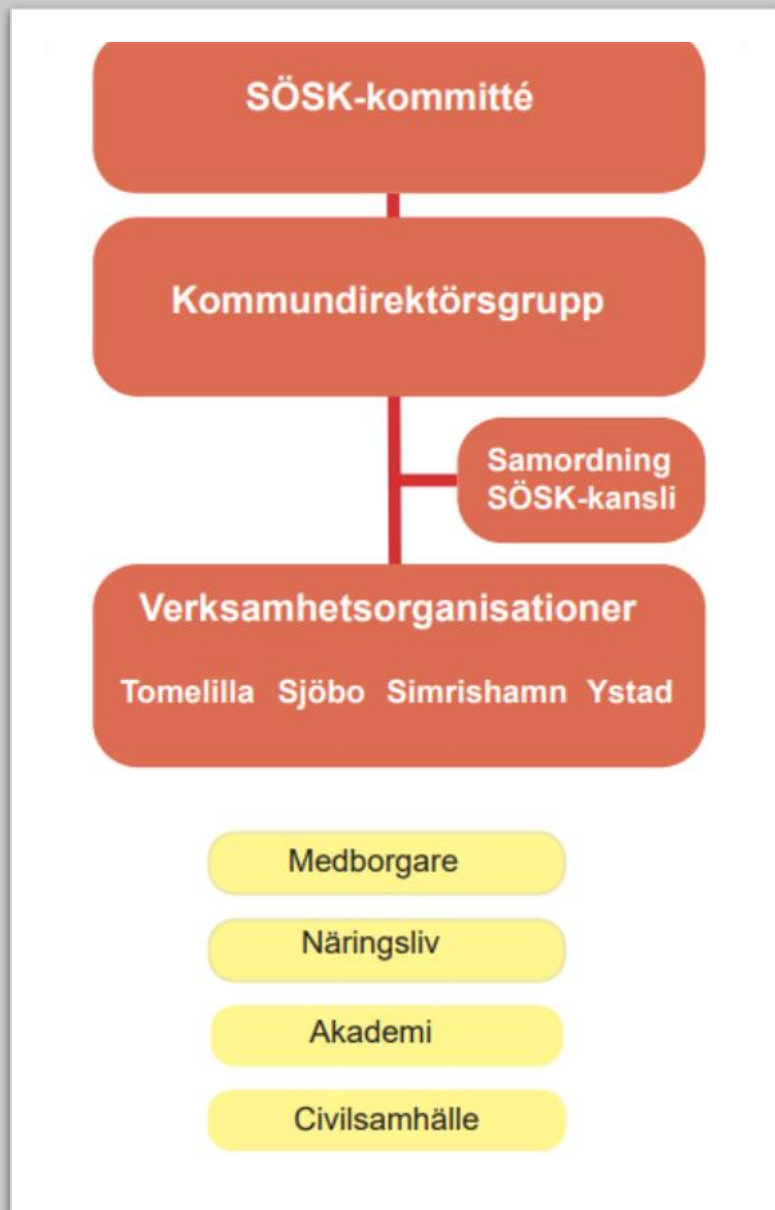 SÖSK-kommitté
Kommundirektörsgrupp
Samordning
SÖSK-kansli
Verksamhetsorganisationer
Tomelilla Sjöbo Simrishamn Ystad
Medborgare
Näringsliv
Akademi
Civilsamhälle